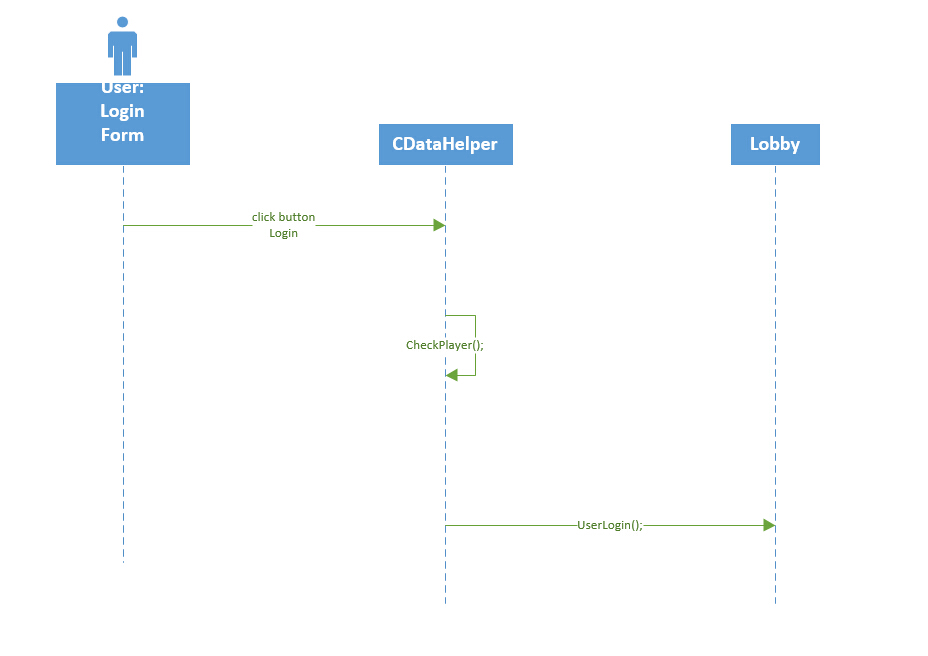 User:
Login
Form
CDataHelper
Lobby
click button
Login
CheckPlayer();
UserLogin();